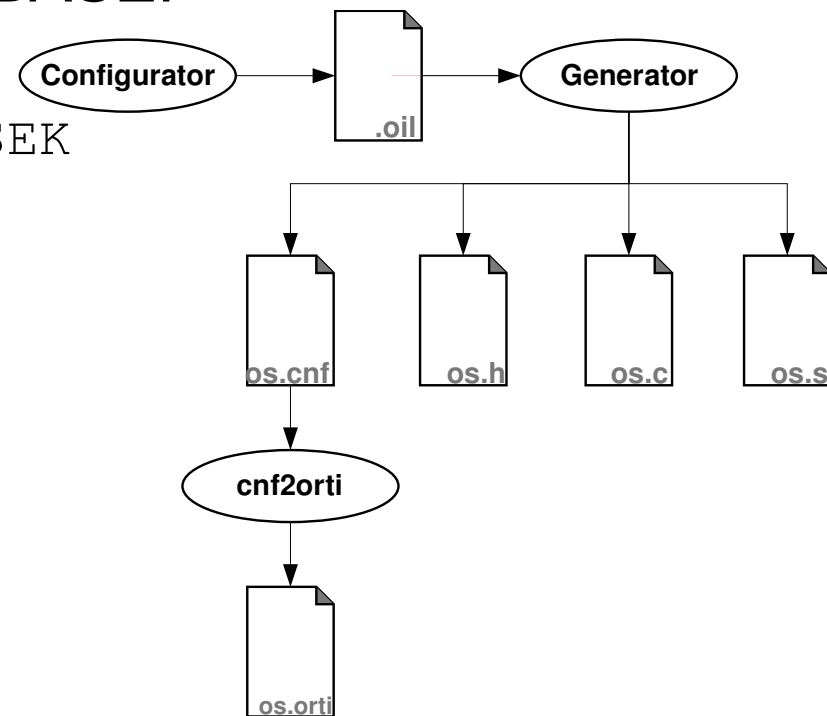 Configurator
Generator
.oil
os.cnf
os.h
os.c
os.s
cnf2orti
os.orti